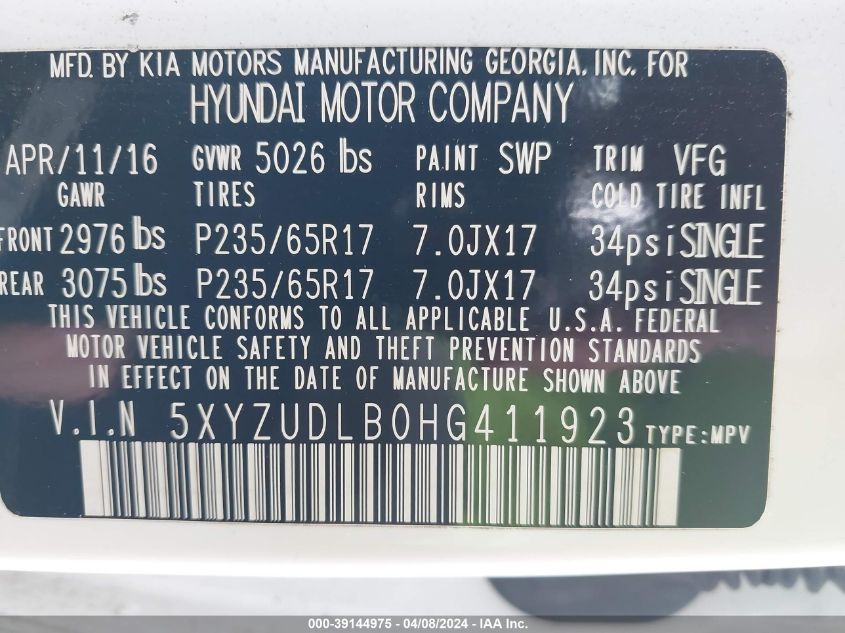 MFD. BY KIA MOTORS MANUFACTURING GEORGIA, INC. FOR
HYUNDAI MOTOR COMPANY
APR/11/16 GVWR 5026 lbs PAINT SWP TRIM VFG
GAWR TIRES RIMS COLD TIRE INFL
FRONT 2976 lbs P235/65R17 7.0JX17 34psi SINGLE
REAR 3075 lbs P235/65R17 7.0JX17 34psi SINGLE
THIS VEHICLE CONFORMS TO ALL APPLICABLE U.S.A. FEDERAL
MOTOR VEHICLE SAFETY AND THEFT PREVENTION STANDARDS
IN EFFECT ON THE DATE OF MANUFACTURE SHOWN ABOVE
V.I.N 5XYZUDLB0HG411923 TYPE:MPV
000-39144975 - 04/08/2024 - IAA Inc.